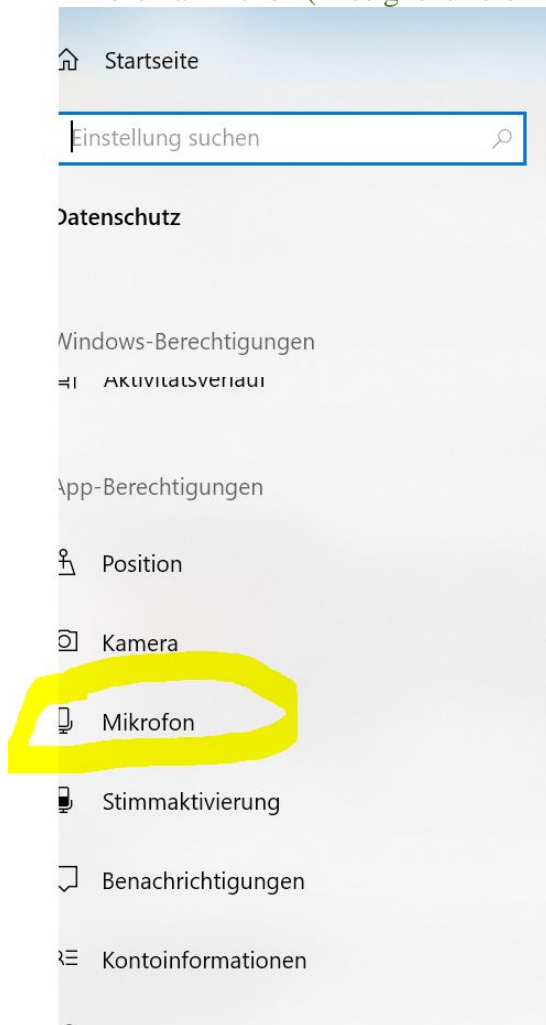 Startseite
Einstellung suchen
Datenschutz
Windows-Berechtigungen
Aktivitätsverlauf
App-Berechtigungen
Position
Kamera
Mikrofon
Stimmaktivierung
Benachrichtigungen
Kontoinformationen